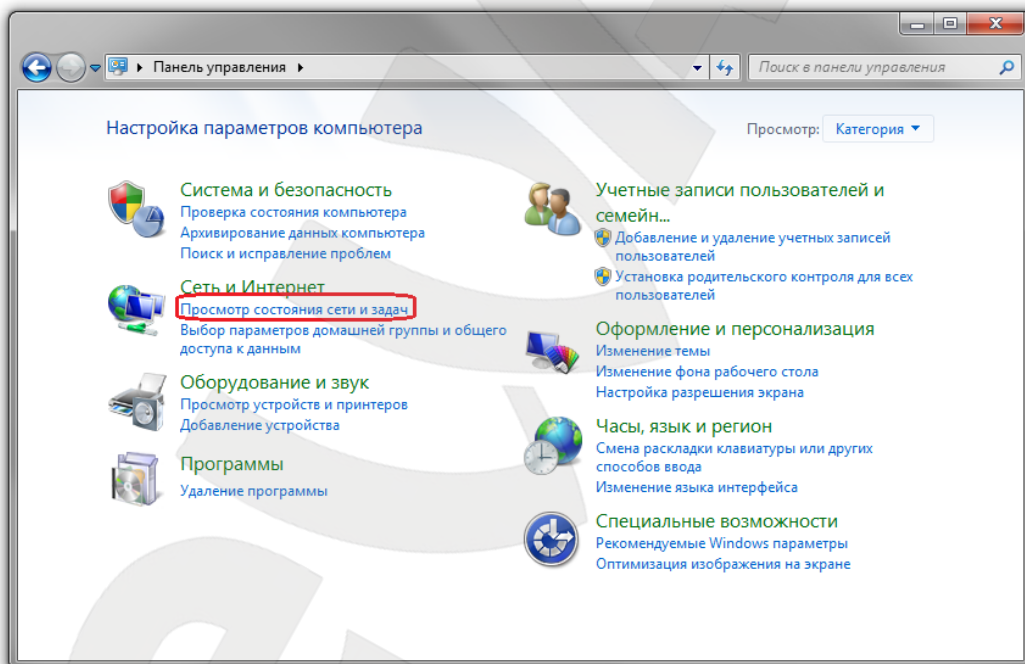 Панель управления
Поиск в панели управления
Настройка параметров компьютера
Просмотр: Категория
Система и безопасность
Проверка состояния компьютера
Архивирование данных компьютера
Поиск и исправление проблем
Сеть и Интернет
Просмотр состояния сети и задач
Выбор параметров домашней группы и общего
доступа к данным
Оборудование и звук
Просмотр устройств и принтеров
Добавление устройства
Программы
Удаление программы
Учетные записи пользователей и
семейн...
Добавление и удаление учетных записей
пользователей
Установка родительского контроля для всех
пользователей
Оформление и персонализация
Изменение темы
Изменение фона рабочего стола
Настройка разрешения экрана
Часы, язык и регион
Смена раскладки клавиатуры или других
способов ввода
Изменение языка интерфейса
Специальные возможности
Рекомендуемые Windows параметры
Оптимизация изображения на экране